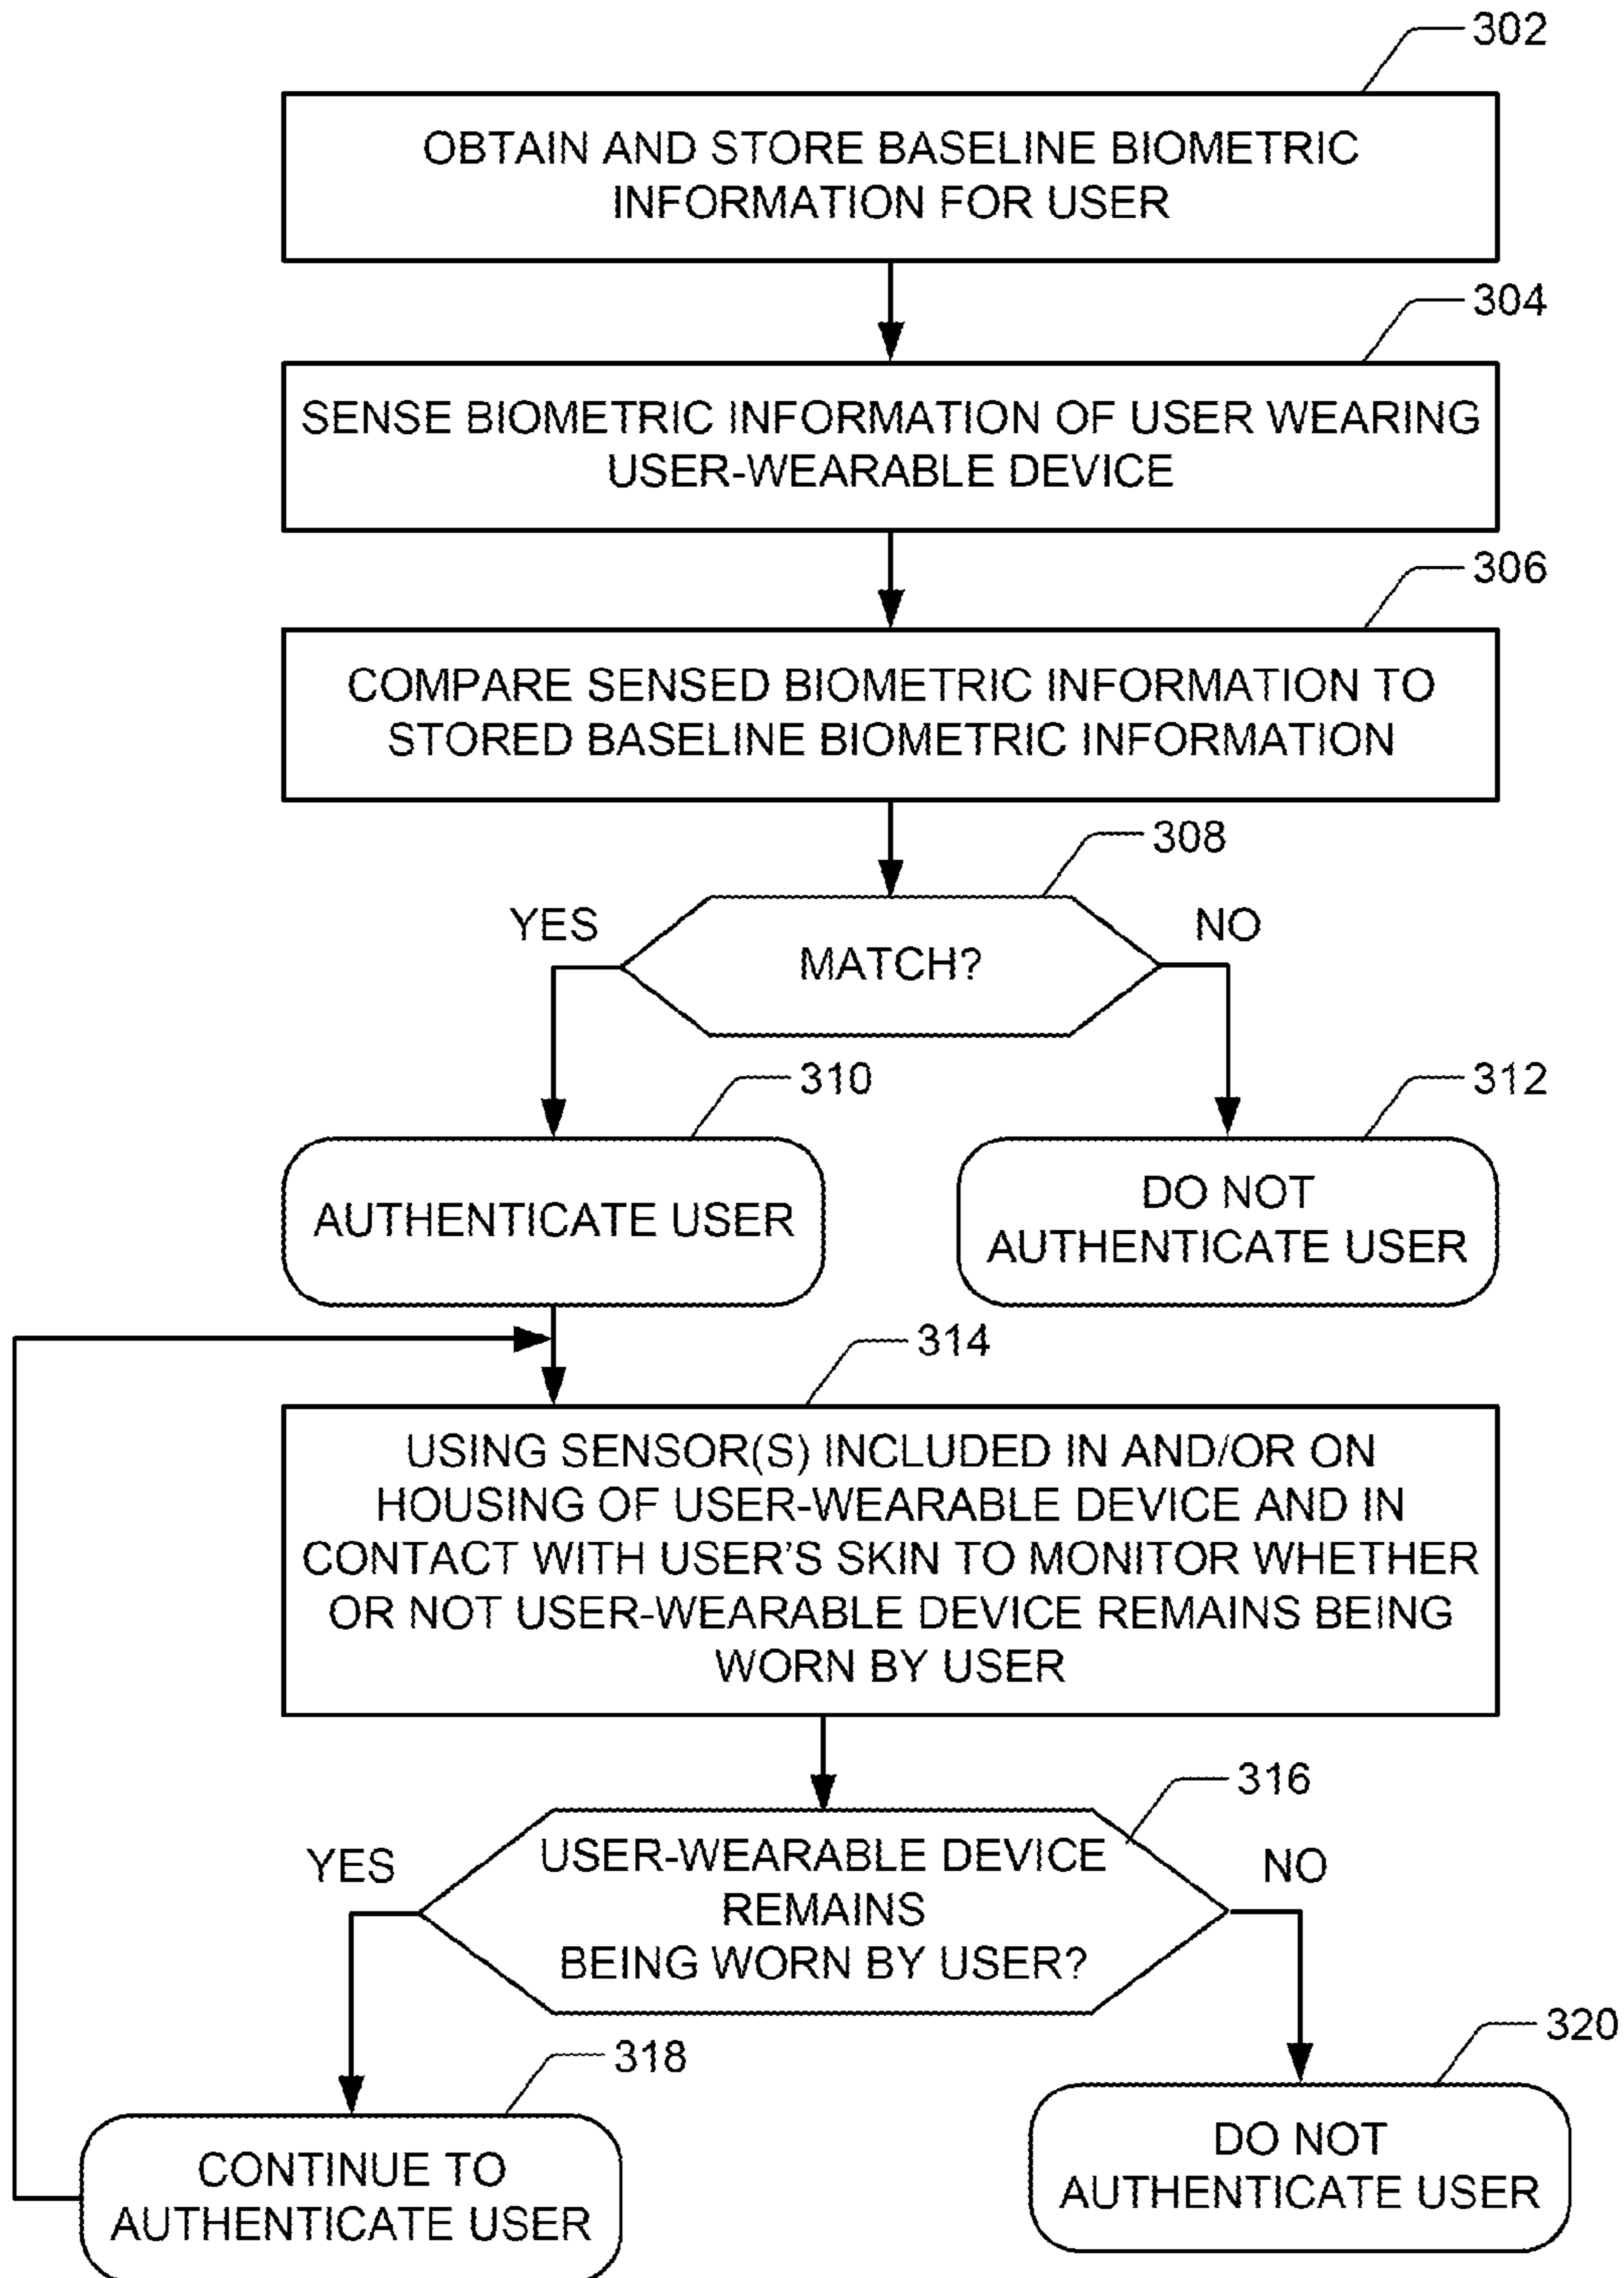 302
OBTAIN AND STORE BASELINE BIOMETRIC
INFORMATION FOR USER
304
SENSE BIOMETRIC INFORMATION OF USER WEARING
USER-WEARABLE DEVICE
306
COMPARE SENSED BIOMETRIC INFORMATION TO
STORED BASELINE BIOMETRIC INFORMATION
308
YES
NO
MATCH?
310
312
AUTHENTICATE USER
DO NOT
AUTHENTICATE USER
314
USING SENSOR(S) INCLUDED IN AND/OR ON
HOUSING OF USER-WEARABLE DEVICE AND IN
CONTACT WITH USER'S SKIN TO MONITOR WHETHER
OR NOT USER-WEARABLE DEVICE REMAINS BEING
WORN BY USER
316
YES
NO
USER-WEARABLE DEVICE
REMAINS
BEING WORN BY USER?
318
320
CONTINUE TO
AUTHENTICATE USER
DO NOT
AUTHENTICATE USER